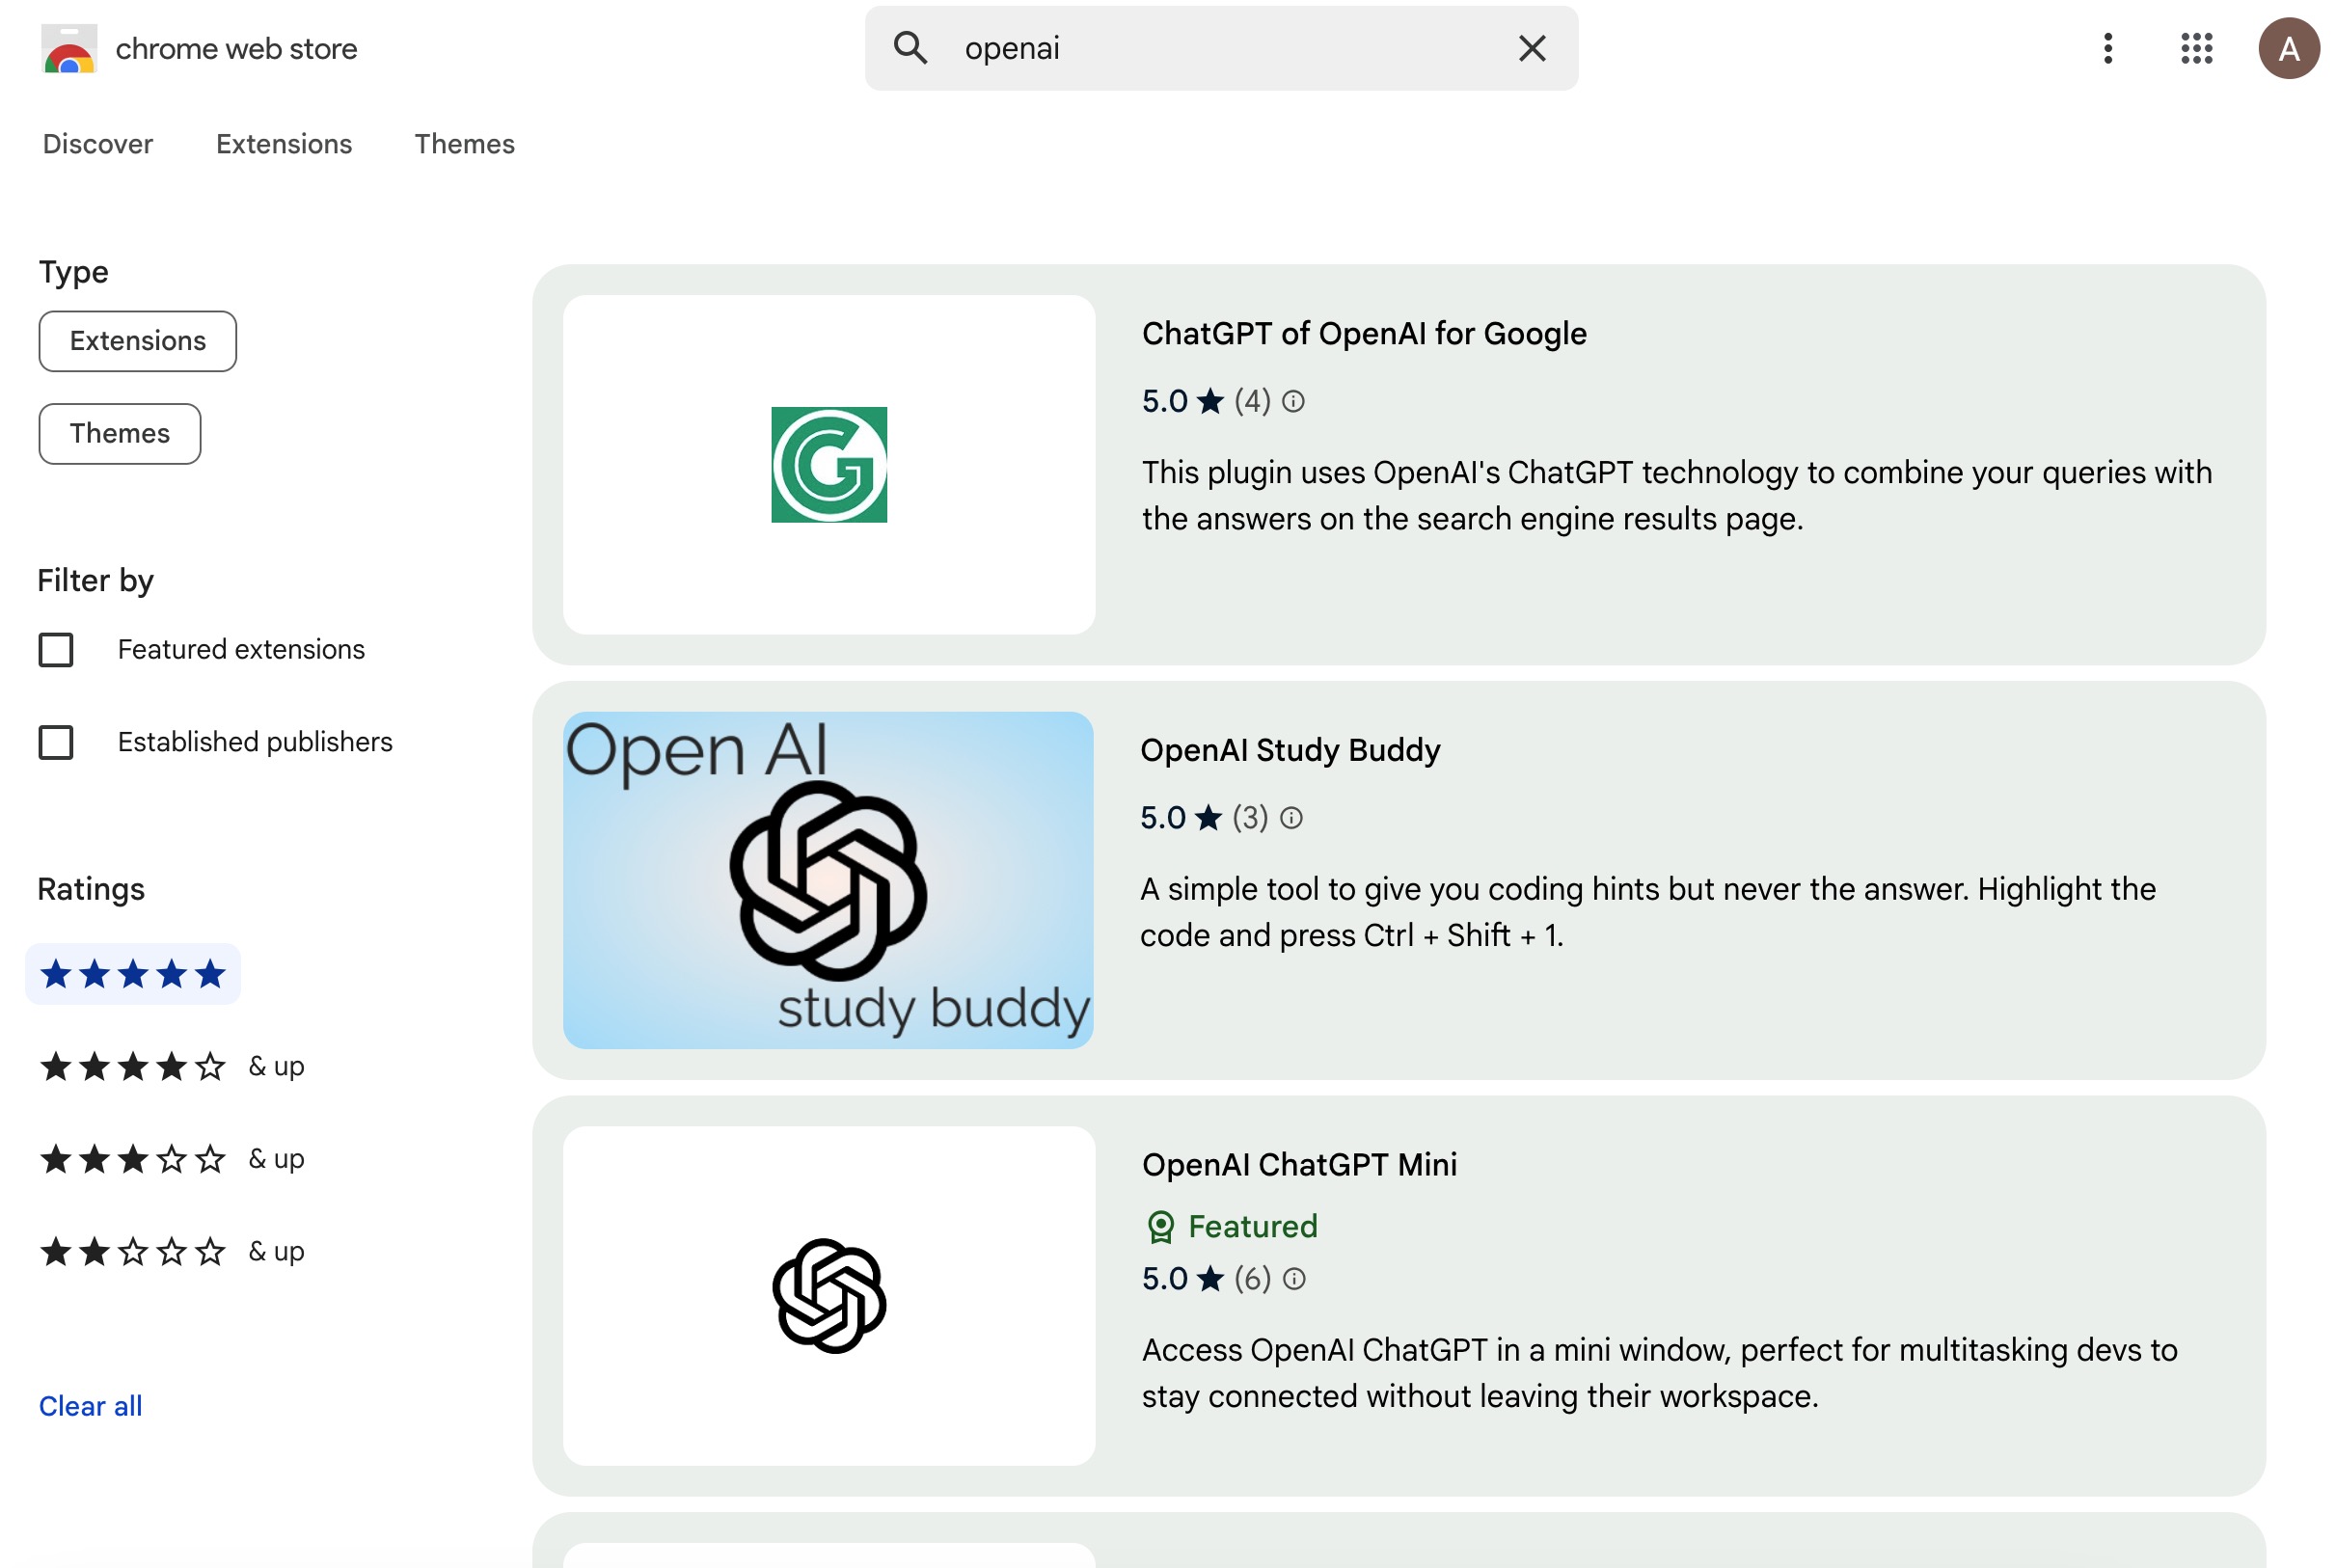 chrome web store
openai
A
Discover Extensions Themes
Type
Extensions
Themes
Filter by
Featured extensions
Established publishers
Ratings
& up
& up
& up
Clear all
ChatGPT of OpenAI for Google
5.0 ★ (4)
This plugin uses OpenAI's ChatGPT technology to combine your queries with
the answers on the search engine results page.
Open AI
study buddy
OpenAI Study Buddy
5.0 ★ (3)
A simple tool to give you coding hints but never the answer. Highlight the
code and press Ctrl + Shift + 1.
OpenAI ChatGPT Mini
Featured
5.0 ★ (6)
Access OpenAI ChatGPT in a mini window, perfect for multitasking devs to
stay connected without leaving their workspace.